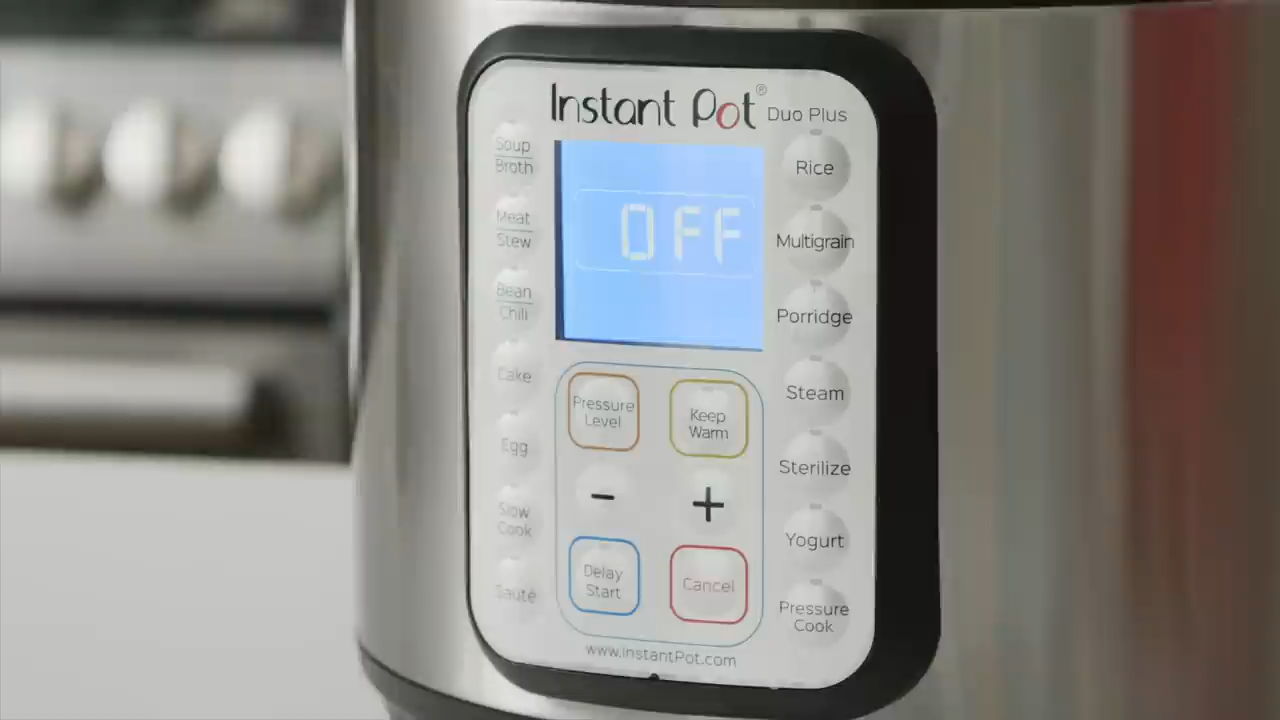 Instant Pot® Duo Plus
OFF
Soup
Broth
Meat
Stew
Bean
Chili
Cake
Egg
Slow
Cook
Sauté
Pressure
Level
Keep
Warm
−
+
Delay
Start
Cancel
Rice
Multigrain
Porridge
Steam
Sterilize
Yogurt
Pressure
Cook
www.instantPot.com